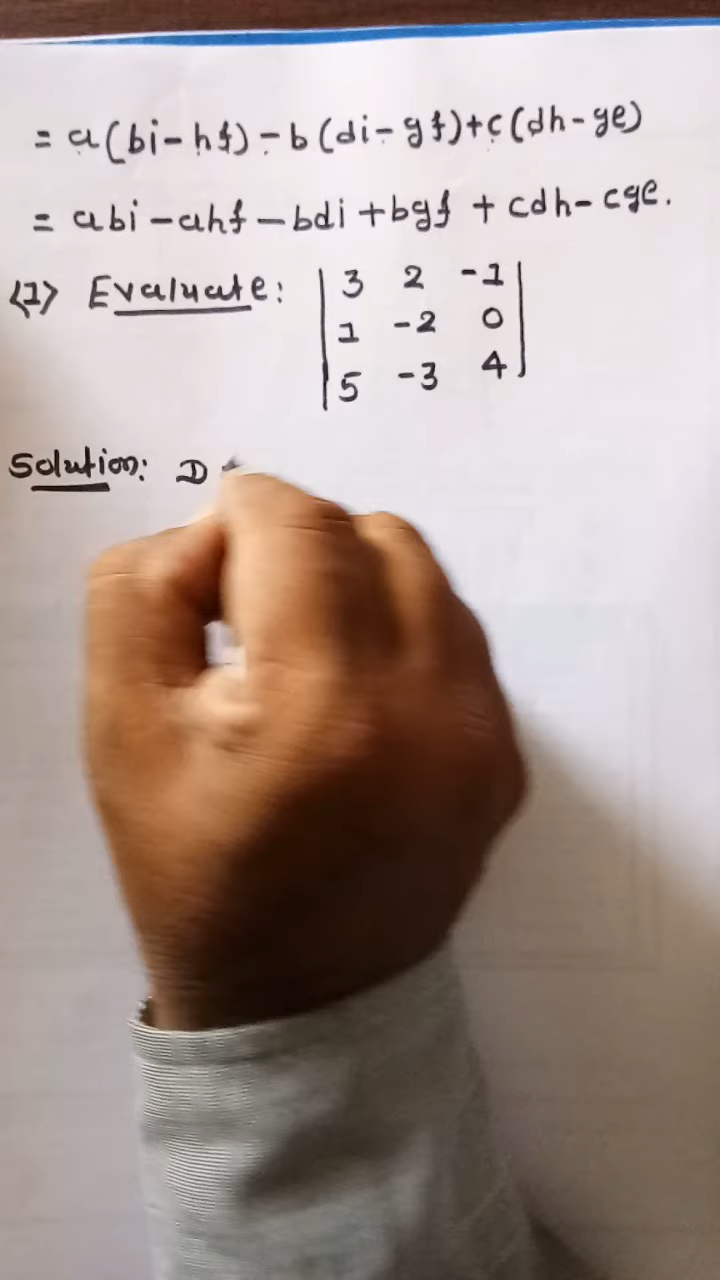 = a(bi-hf)-b(di-gf)+c(dh-ge)
= abi-ahf-bdi+bgf+cdh-cge.
<1> Evaluate: | 3 2 -1 |
| 1 -2 0 |
| 5 -3 4 |
Solution: D